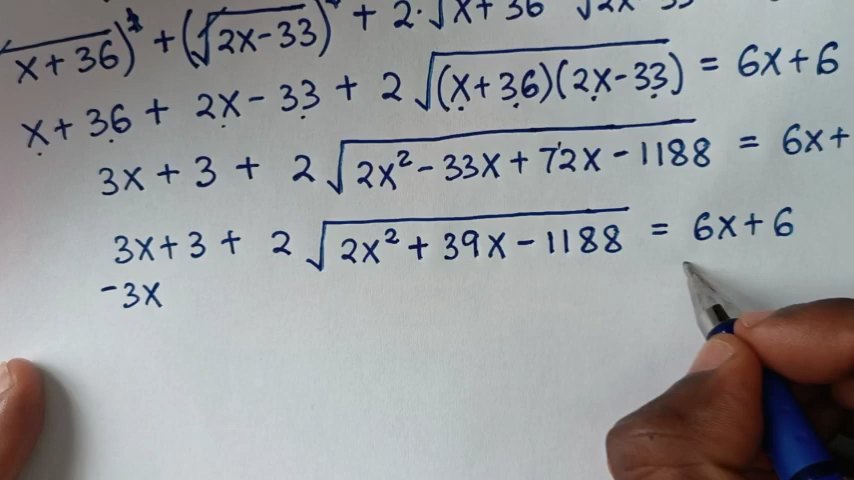 √x+36)² + (√2x-33)² + 2·√x+36 √2x-33
x + 36 + 2x - 33 + 2√(x+36)(2x-33) = 6x+6
3x + 3 + 2√2x² - 33x + 72x - 1188 = 6x+
3x+3 + 2√2x² + 39x - 1188 = 6x+6
-3x